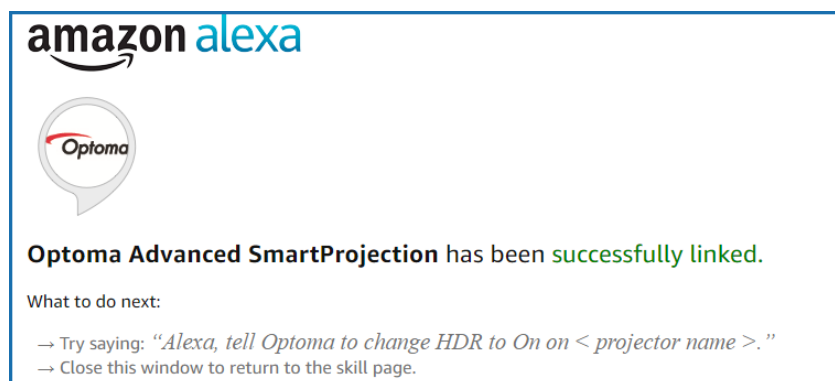 amazon alexa
Optoma
Optoma Advanced SmartProjection has been successfully linked.
What to do next:
→ Try saying: “Alexa, tell Optoma to change HDR to On on < projector name >.”
→ Close this window to return to the skill page.